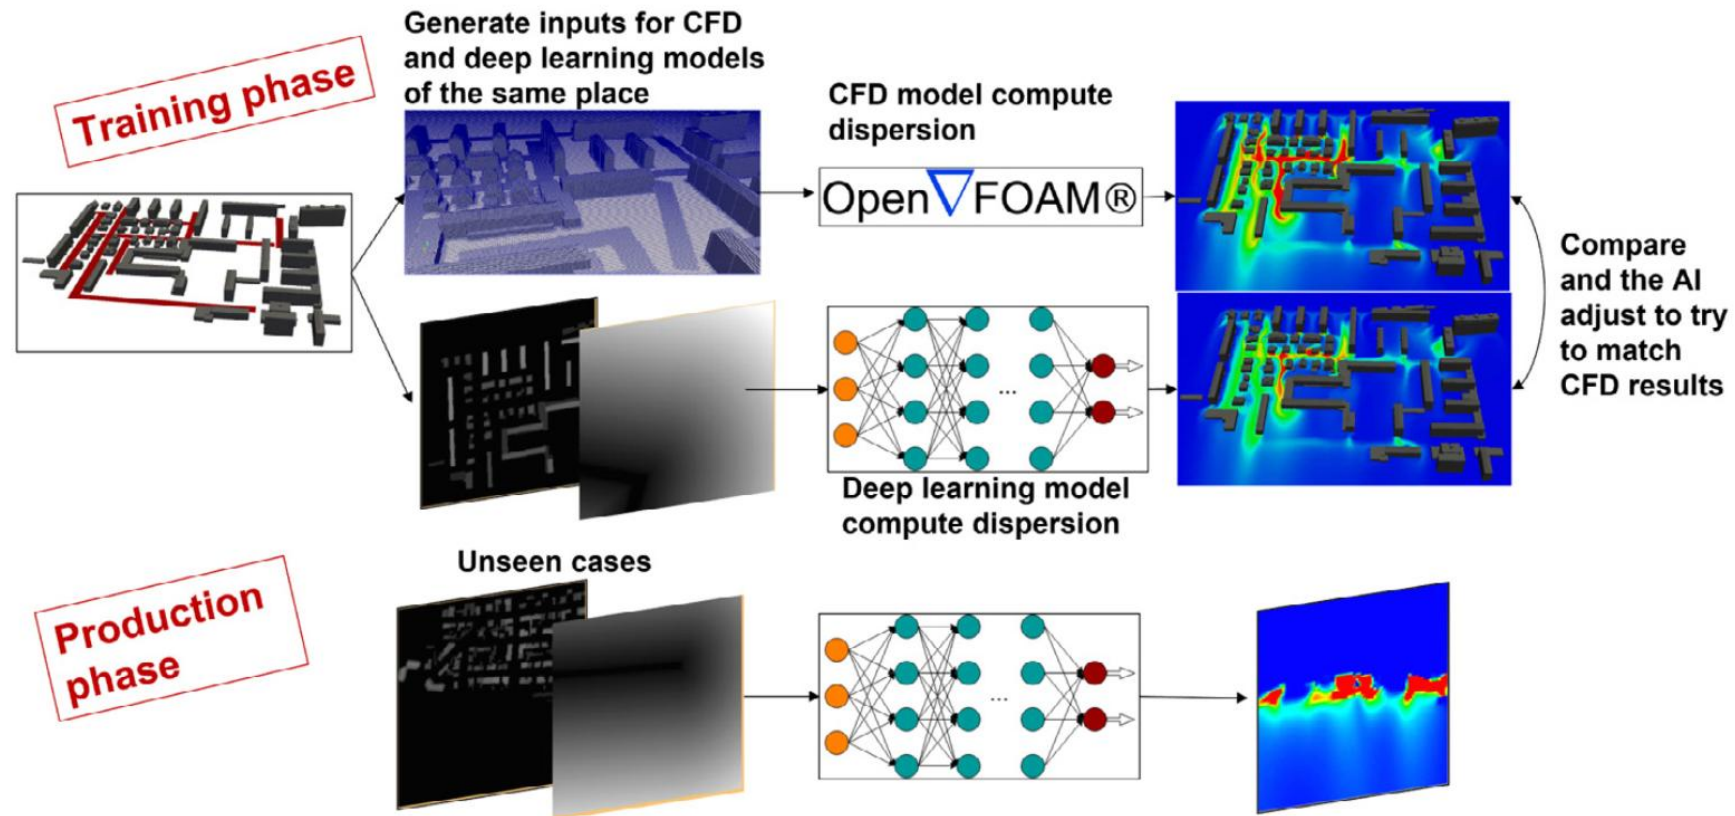 Training phase
Generate inputs for CFD
and deep learning models
of the same place
CFD model compute
dispersion
Open FOAM®
Compare
and the AI
adjust to try
to match
CFD results
...
Deep learning model
compute dispersion
Production
phase
Unseen cases
...